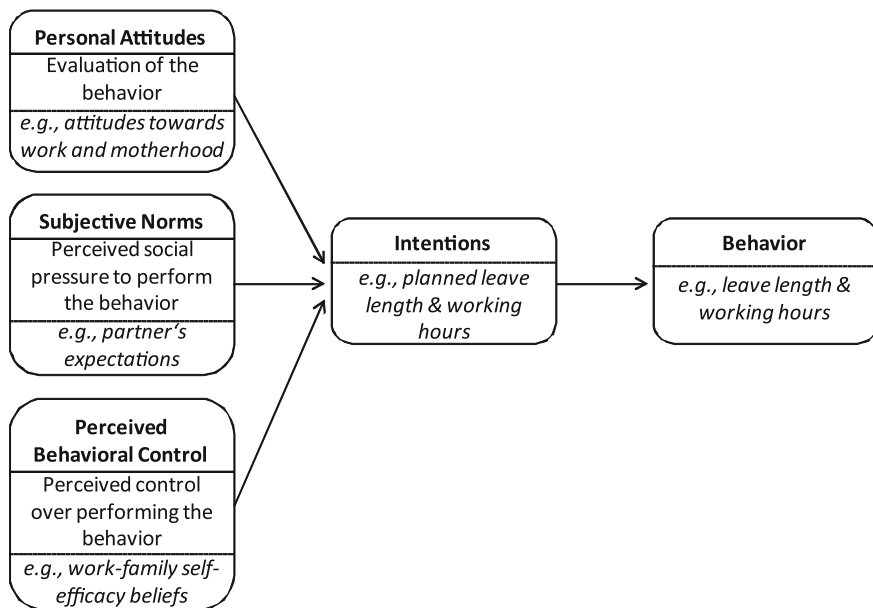 Personal Attitudes
Evaluation of the
behavior
e.g., attitudes towards
work and motherhood
Subjective Norms
Perceived social
pressure to perform
the behavior
e.g., partner‘s
expectations
Perceived
Behavioral Control
Perceived control
over performing the
behavior
e.g., work-family self-
efficacy beliefs
Intentions
e.g., planned leave
length & working
hours
Behavior
e.g., leave length &
working hours